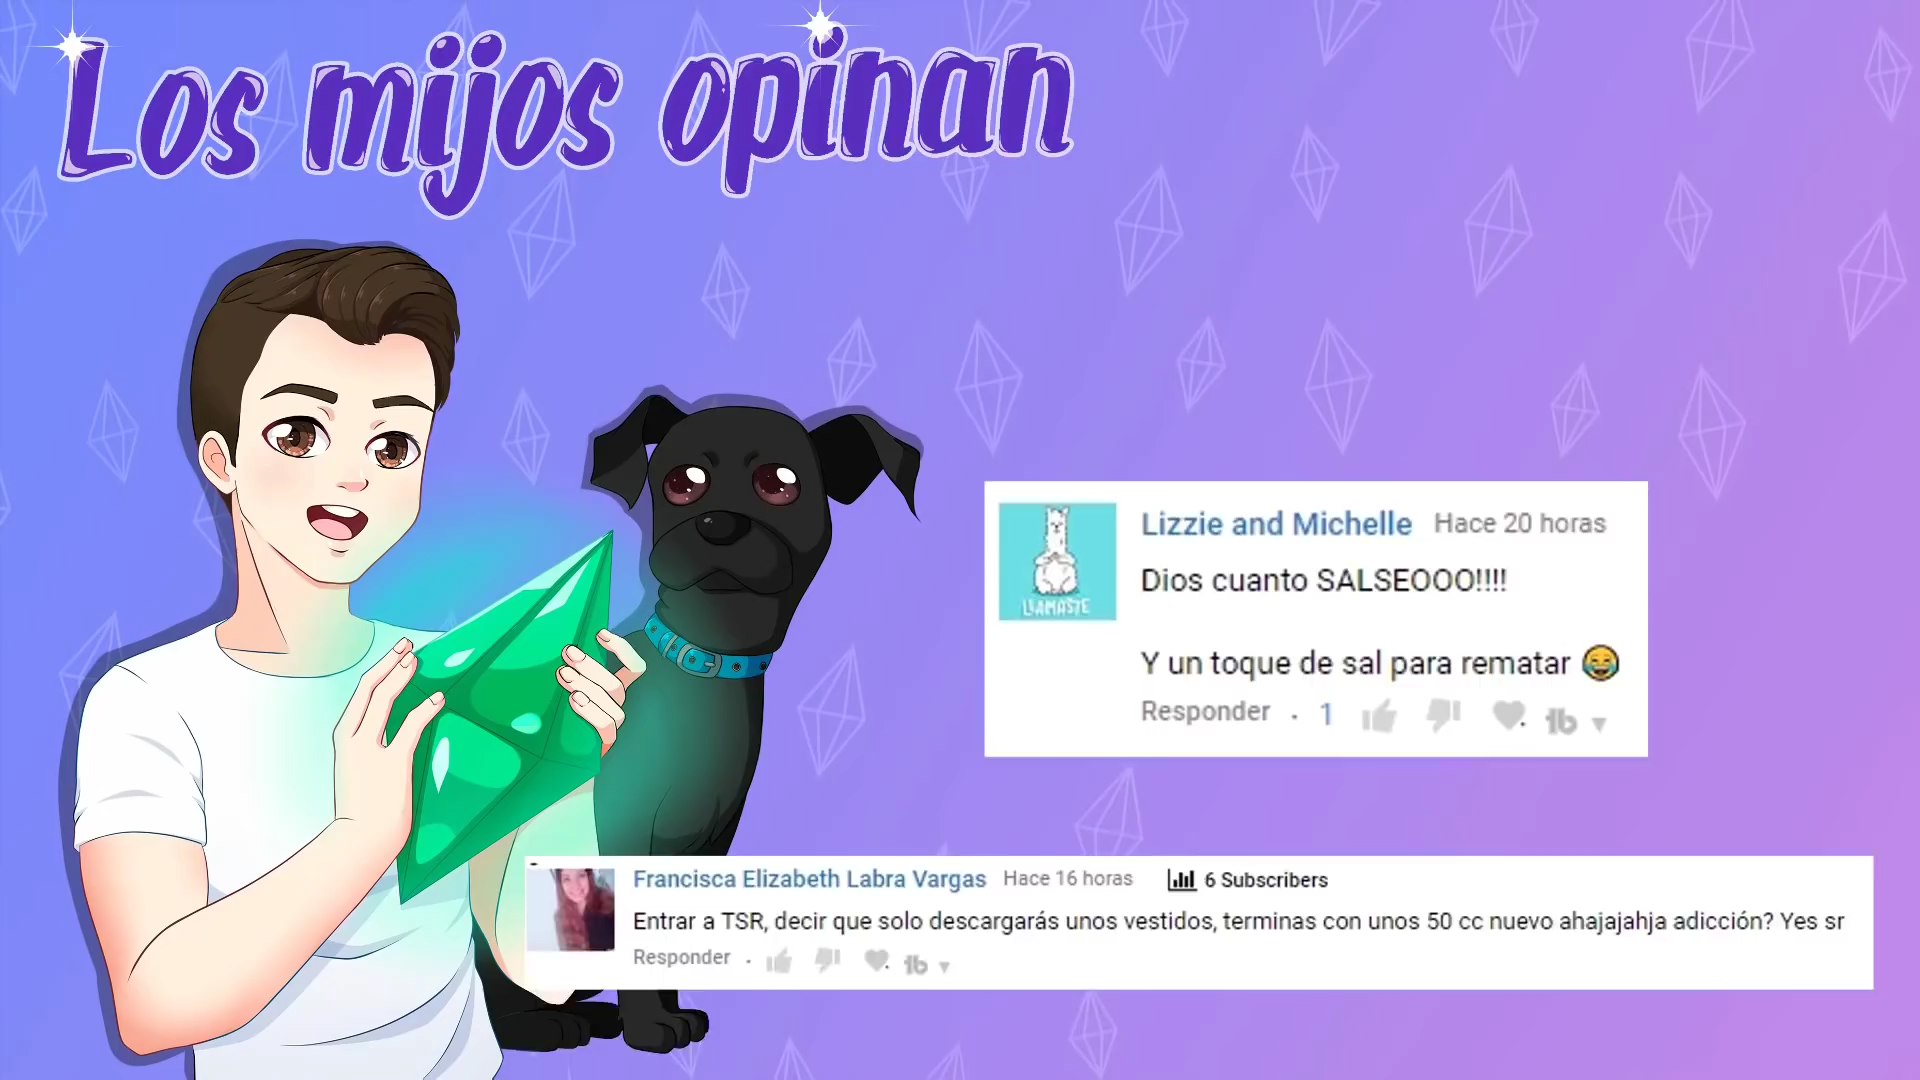 Los mijos opinan
Lizzie and Michelle Hace 20 horas
Dios cuanto SALSEOOO!!!!
Y un toque de sal para rematar 😂
Responder . 1
LLAMASTE
Francisca Elizabeth Labra Vargas Hace 16 horas 6 Subscribers
Entrar a TSR, decir que solo descargarás unos vestidos, terminas con unos 50 cc nuevo ahajajahja adicción? Yes sr
Responder .